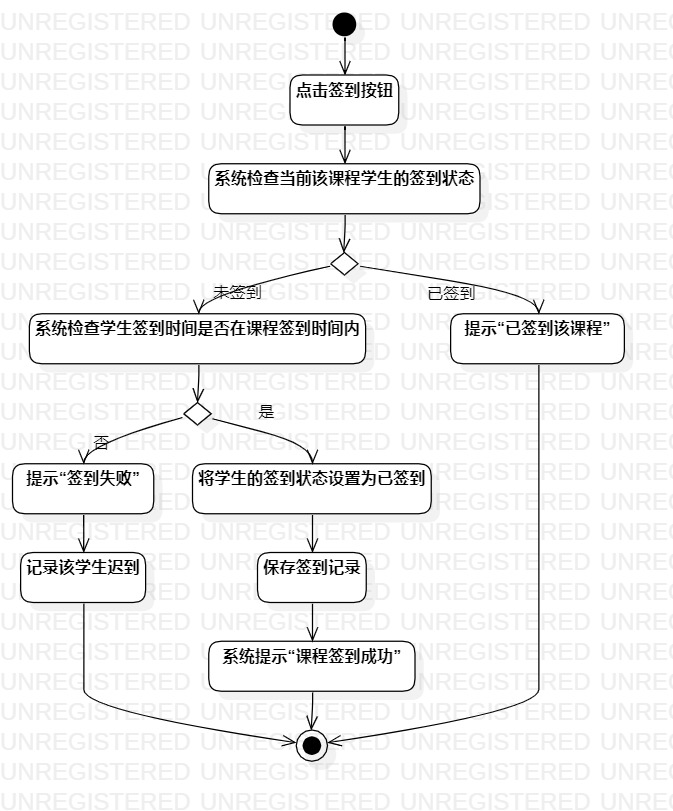 点击签到按钮
系统检查当前该课程学生的签到状态
未签到
已签到
系统检查学生签到时间是否在课程签到时间内
提示“已签到该课程”
否
是
提示“签到失败”
将学生的签到状态设置为已签到
记录该学生迟到
保存签到记录
系统提示“课程签到成功”
UNREGISTERED